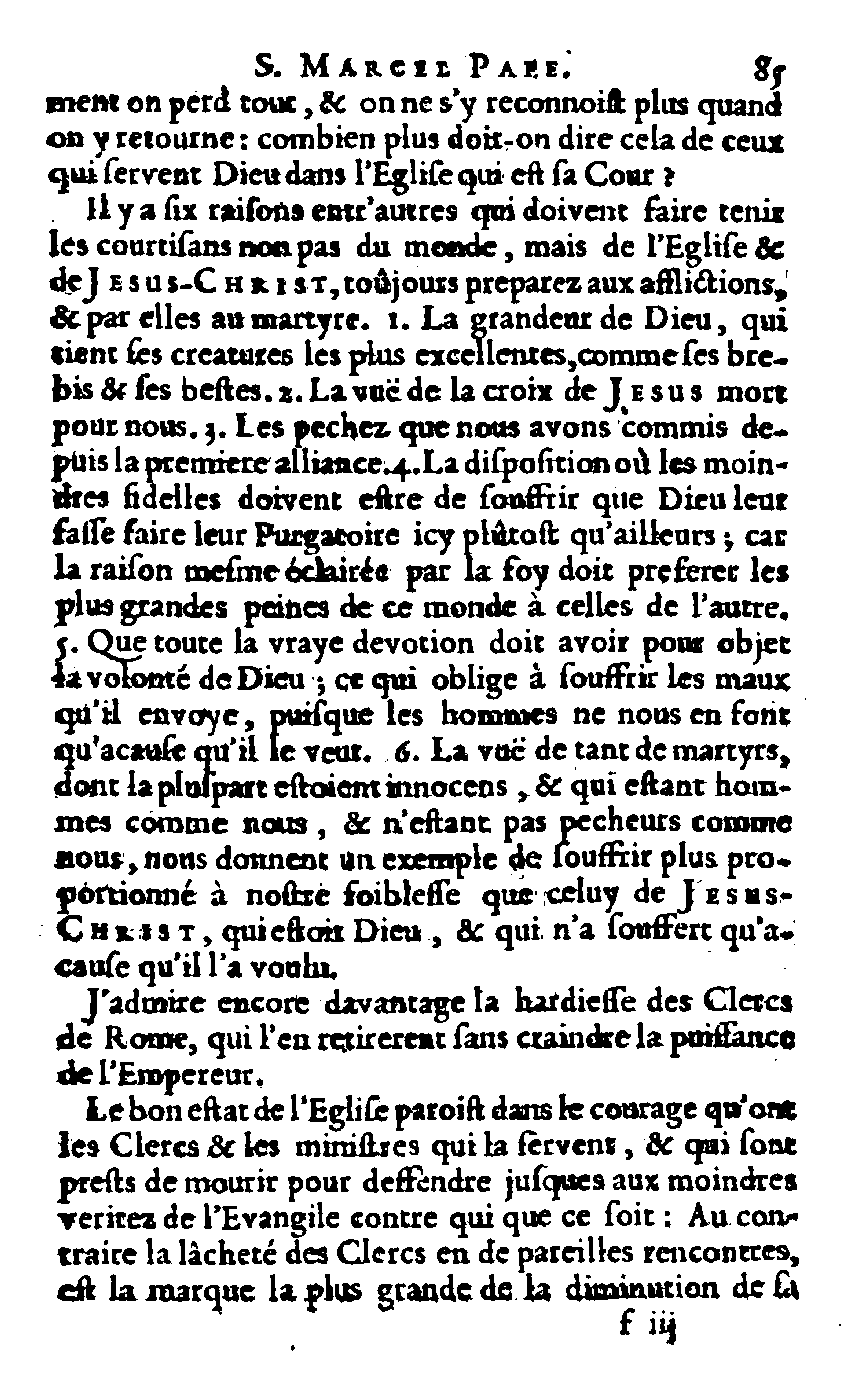 S. MARCEL PAPE. 85
ment on perd tout, & on ne s'y reconnoiſt plus quand
on y retourne: combien plus doit-on dire cela de ceux
qui ſervent Dieu dans l'Egliſe qui eſt ſa Cour ?
Il y a ſix raiſons entr'autres qui doivent faire tenir
les courtiſans non pas du monde, mais de l'Egliſe &
de JESUS-CHRIST, toûjours preparez aux afflictions,
& par elles au martyre. 1. La grandeur de Dieu, qui
tient ſes creatures les plus excellentes, comme ſes bre-
bis & ſes beſtes. 2. La vuë de la croix de JESUS mort
pour nous. 3. Les pechez que nous avons commis de-
puis la premiere alliance. 4. La diſpoſition où les moin-
dres fidelles doivent eſtre de ſouffrir que Dieu leur
faſſe faire leur Purgatoire icy plûtoſt qu'ailleurs ; car
la raiſon meſme éclairée par la foy doit preferer les
plus grandes peines de ce monde à celles de l'autre.
5. Que toute la vraye devotion doit avoir pour objet
la volonté de Dieu ; ce qui oblige à ſouffrir les maux
qu'il envoye, puiſque les hommes ne nous en font
qu'acauſe qu'il le veut. 6. La vuë de tant de martyrs,
dont la pluſpart eſtoient innocens, & qui eſtant hom-
mes comme nous, & n'eſtant pas pecheurs comme
nous, nous donnent un exemple de ſouffrir plus pro-
portionné à noſtre foibleſſe que celuy de JESUS-
CHRIST, qui eſtoit Dieu, & qui n'a ſouffert qu'a-
cauſe qu'il l'a voulu.
J'admire encore davantage la hardieſſe des Clercs
de Rome, qui l'en retirerent ſans craindre la puiſſance
de l'Empereur.
Le bon eſtat de l'Egliſe paroiſt dans le courage qu'ont
les Clercs & les miniſtres qui la ſervent, & qui ſont
preſts de mourir pour deffendre juſques aux moindres
veritez de l'Evangile contre qui que ce ſoit : Au con-
traire la lâcheté des Clercs en de pareilles rencontres,
eſt la marque la plus grande de la diminution de ſa
f iij